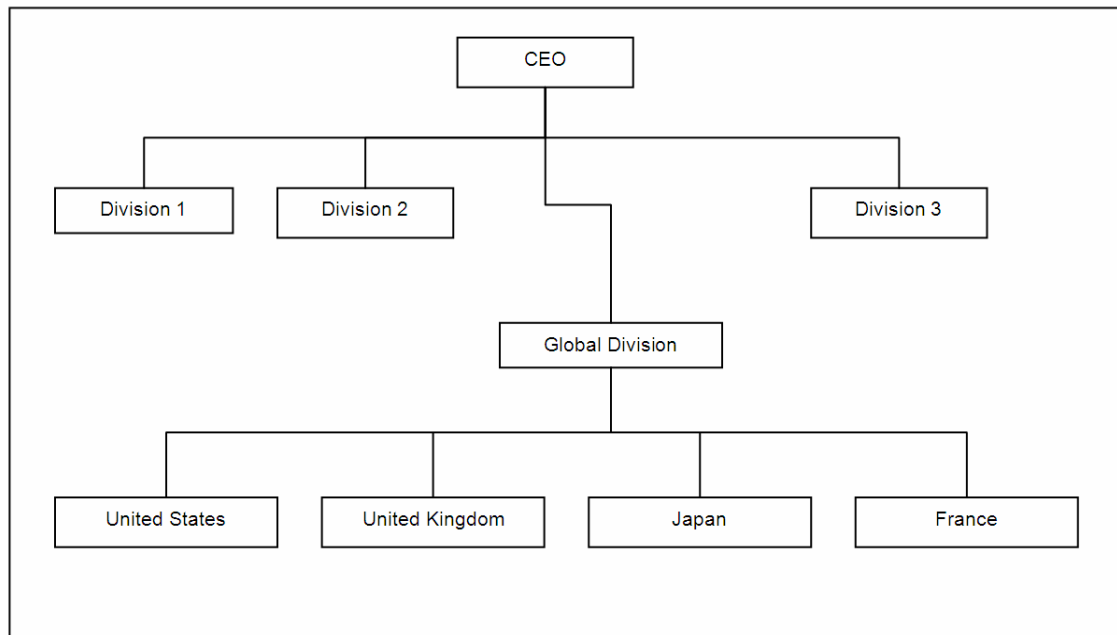 CEO
Division 1
Division 2
Division 3
Global Division
United States
United Kingdom
Japan
France